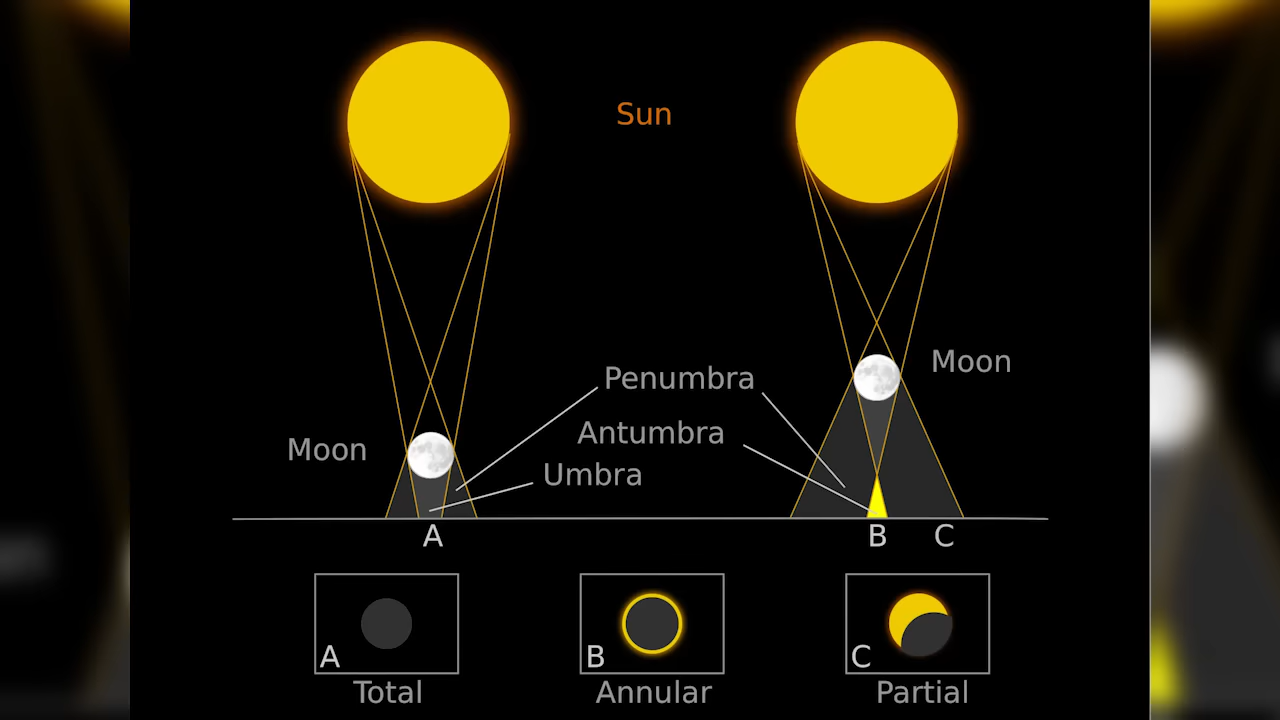 Sun
Moon
Penumbra
Antumbra
Moon
Umbra
A
B
C
A
B
C
Total
Annular
Partial